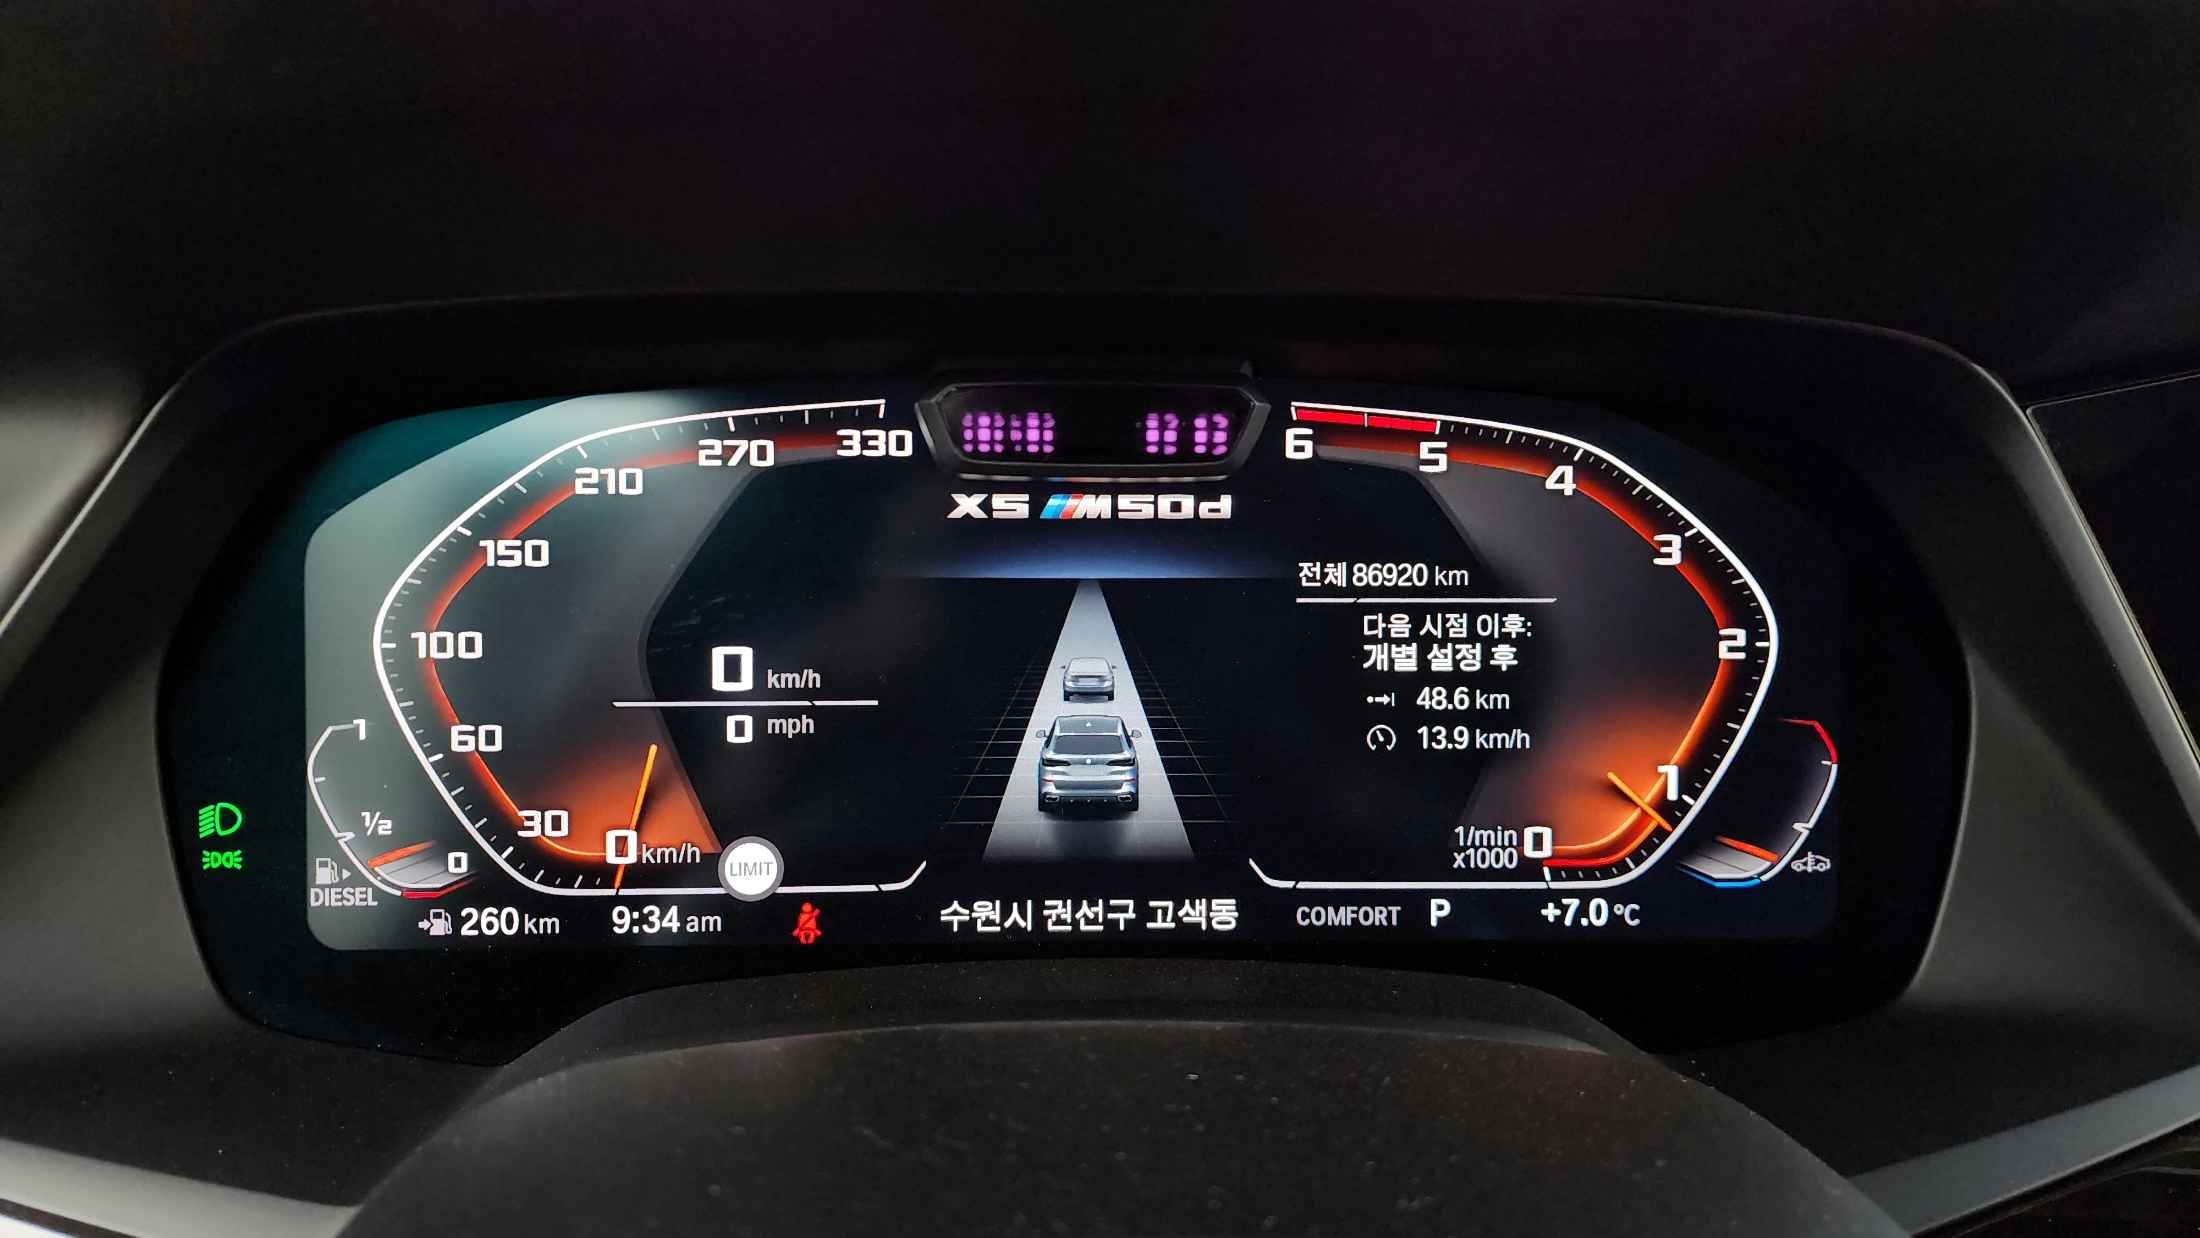 X5 M50d
330
270
210
150
100
60
30
0 km/h
0 km/h
0 mph
LIMIT
1
1/2
0
DIESEL
260 km
9:34 am
수원시 권선구 고색동
전체 86920 km
다음 시점 이후:
개별 설정 후
48.6 km
13.9 km/h
6
5
4
3
2
1
0
1/min
x1000
COMFORT P
+7.0 °C